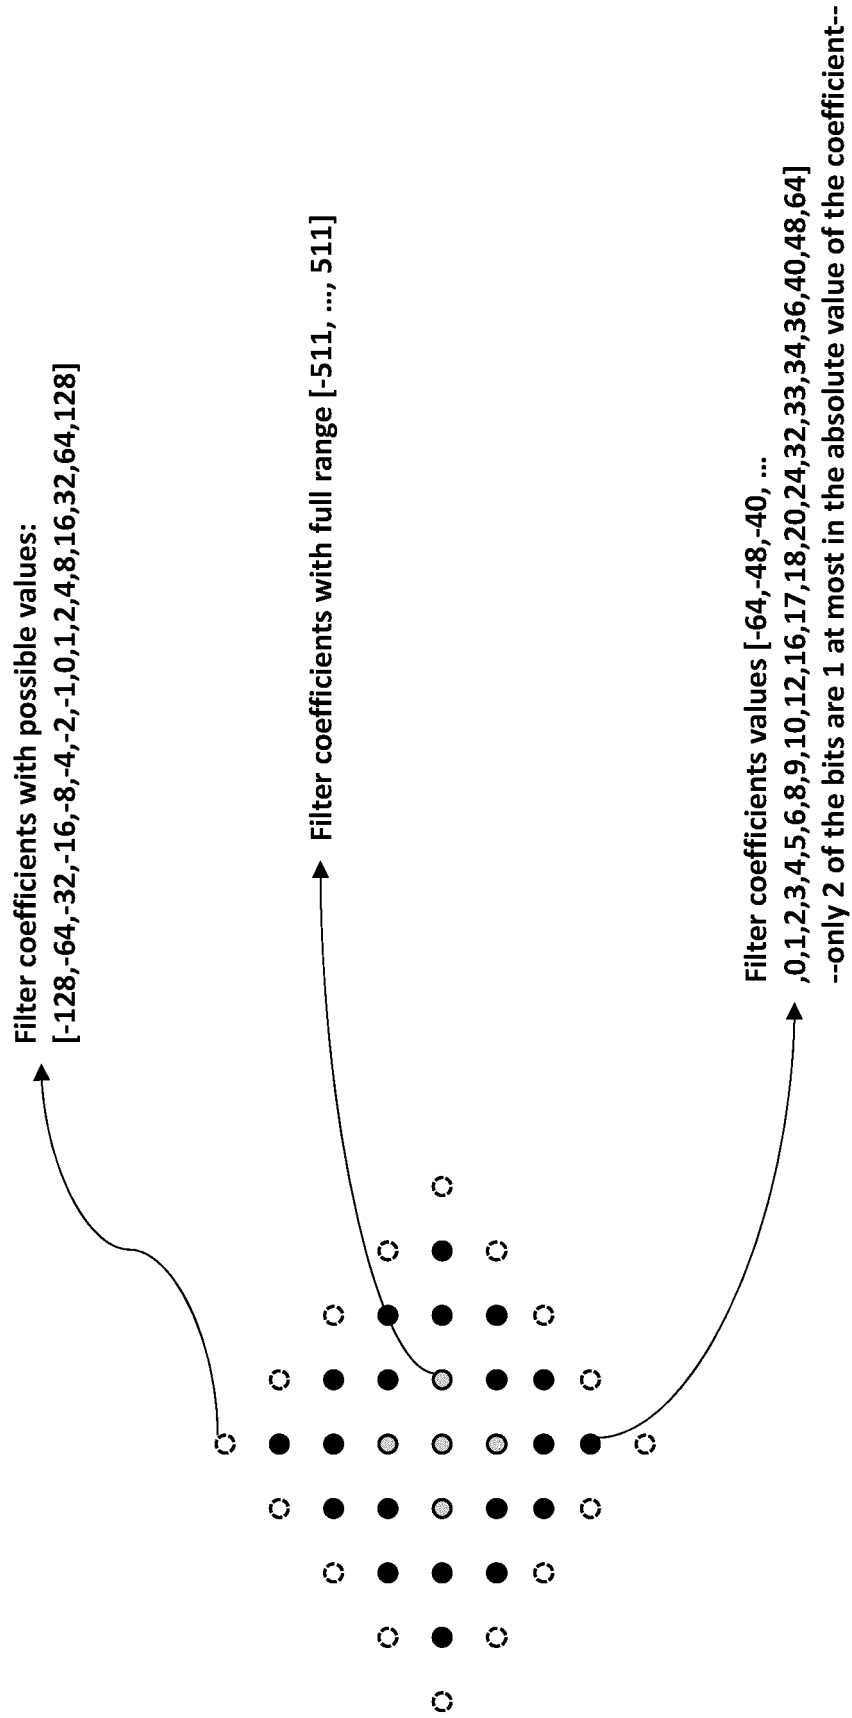 Filter coefficients with possible values:
[-128,-64,-32,-16,-8,-4,-2,-1,0,1,2,4,8,16,32,64,128]
Filter coefficients with full range [-511, ..., 511]
Filter coefficients values [-64,-48,-40, ...
,0,1,2,3,4,5,6,8,9,10,12,16,17,18,20,24,32,33,34,36,40,48,64]
--only 2 of the bits are 1 at most in the absolute value of the coefficient--